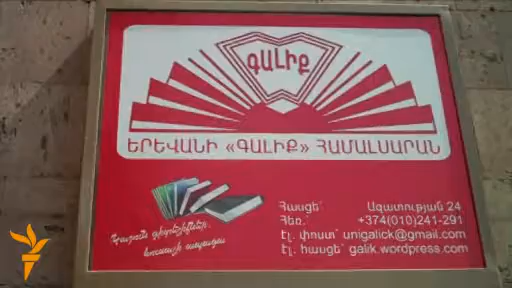 ԳԱԼԻՔ
ԵՐԵՎԱՆԻ «ԳԱԼԻՔ» ՀԱՄԱԼՍԱՐԱՆ
Հասցե՝ Ազատության 24
Հեռ.՝ +374(010)241-291
Էլ. փոստ՝ unigalick@gmail.com
Էլ. հասցե՝ galik.wordpress.com